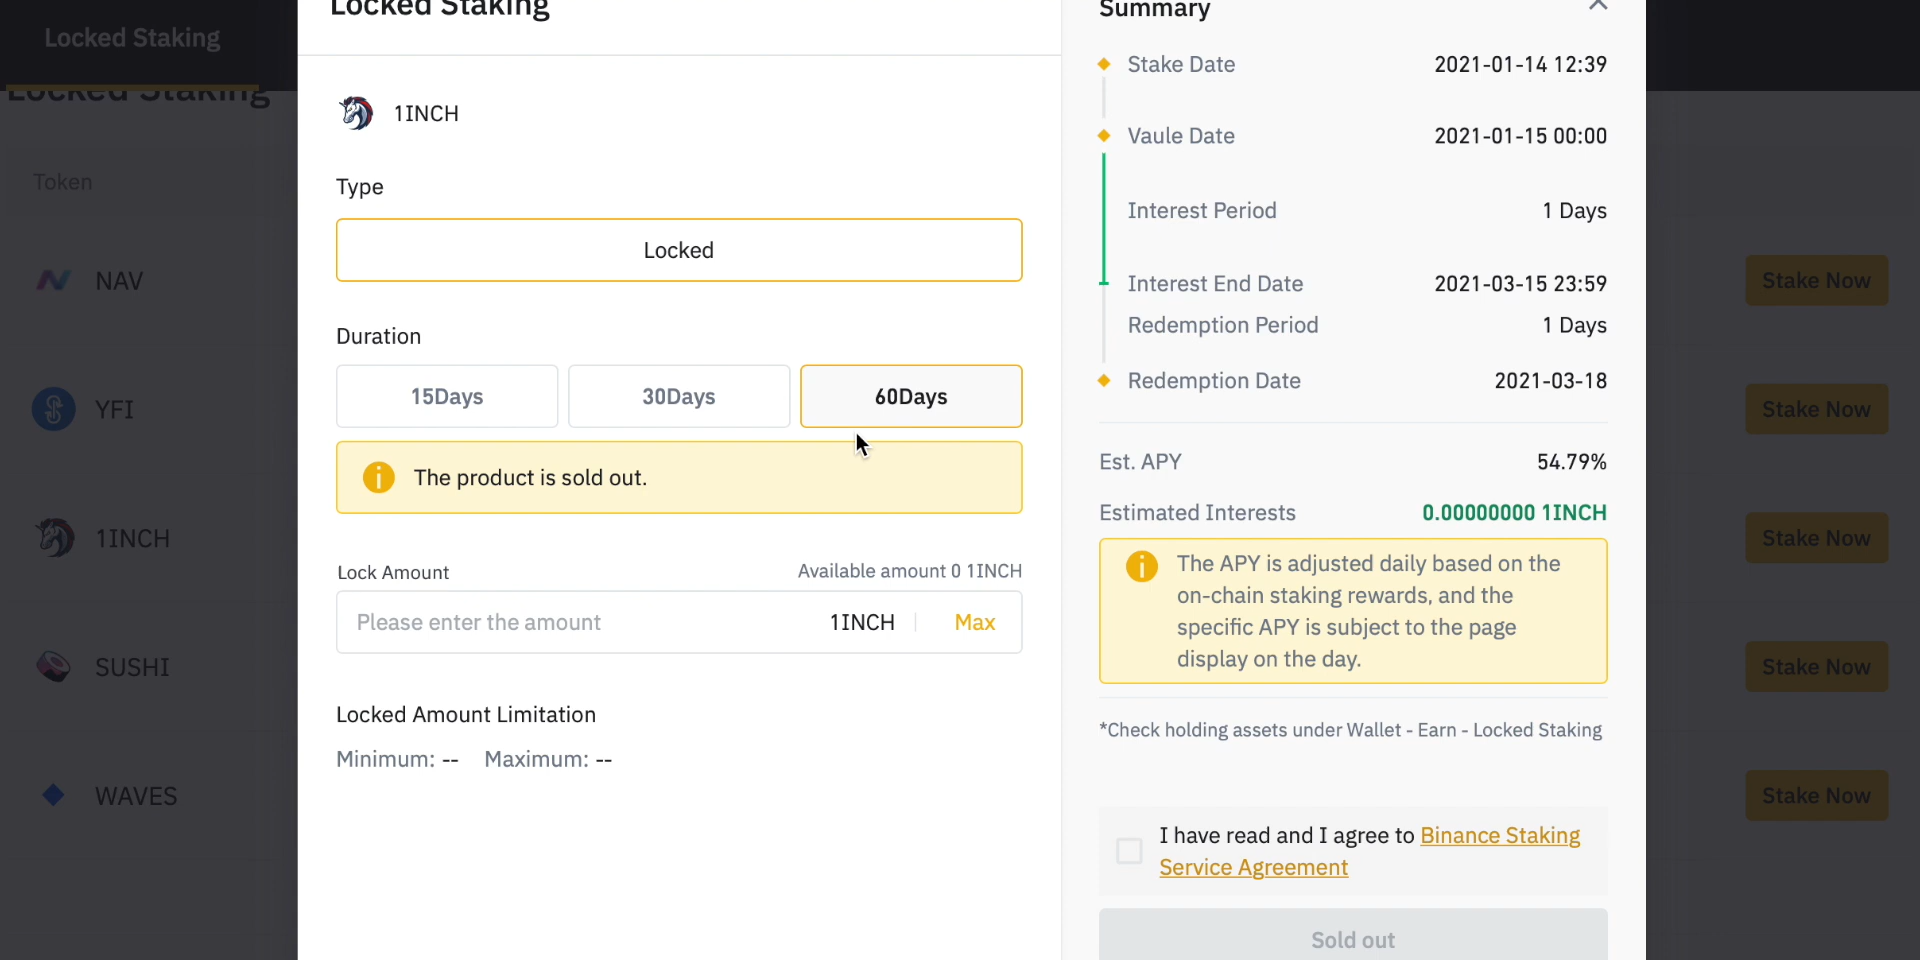 Locked Staking
Locked Staking
Token
NAV
YFI
1INCH
SUSHI
WAVES
Locked Staking
1INCH
Type
Locked
Duration
15Days
30Days
60Days
The product is sold out.
Lock Amount
Available amount 0 1INCH
Please enter the amount
1INCH
Max
Locked Amount Limitation
Minimum: --
Maximum: --
Summary
Stake Date
2021-01-14 12:39
Vaule Date
2021-01-15 00:00
Interest Period
1 Days
Interest End Date
2021-03-15 23:59
Redemption Period
1 Days
Redemption Date
2021-03-18
Est. APY
54.79%
Estimated Interests
0.00000000 1INCH
The APY is adjusted daily based on the
on-chain staking rewards, and the
specific APY is subject to the page
display on the day.
*Check holding assets under Wallet - Earn - Locked Staking
I have read and I agree to Binance Staking
Service Agreement
Sold out
Stake Now
Stake Now
Stake Now
Stake Now
Stake Now